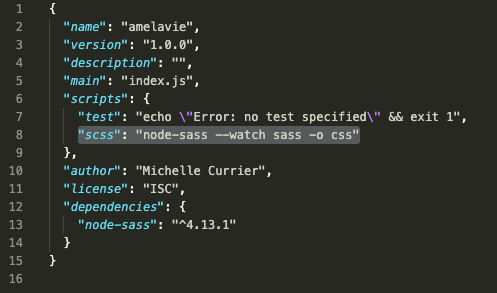 1 {
2   "name": "amelavie",
3   "version": "1.0.0",
4   "description": "",
5   "main": "index.js",
6   "scripts": {
7     "test": "echo \"Error: no test specified\" && exit 1",
8     "scss": "node-sass --watch sass -o css"
9   },
10   "author": "Michelle Currier",
11   "license": "ISC",
12   "dependencies": {
13     "node-sass": "^4.13.1"
14   }
15 }
16